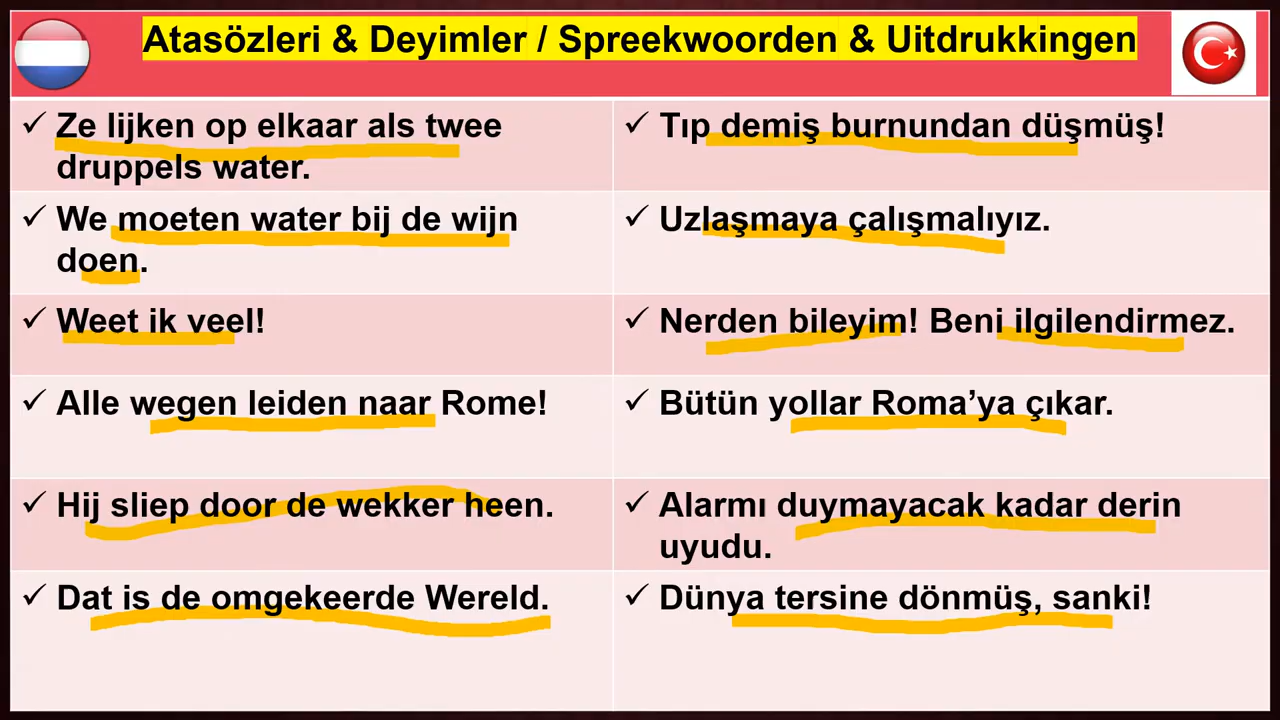 Atasözleri & Deyimler / Spreekwoorden & Uitdrukkingen
✓ Ze lijken op elkaar als twee
druppels water.
✓ Tıp demiş burnundan düşmüş!
✓ We moeten water bij de wijn
doen.
✓ Uzlaşmaya çalışmalıyız.
✓ Weet ik veel!
✓ Nerden bileyim! Beni ilgilendirmez.
✓ Alle wegen leiden naar Rome!
✓ Bütün yollar Roma’ya çıkar.
✓ Hij sliep door de wekker heen.
✓ Alarmı duymayacak kadar derin
uyudu.
✓ Dat is de omgekeerde Wereld.
✓ Dünya tersine dönmüş, sanki!